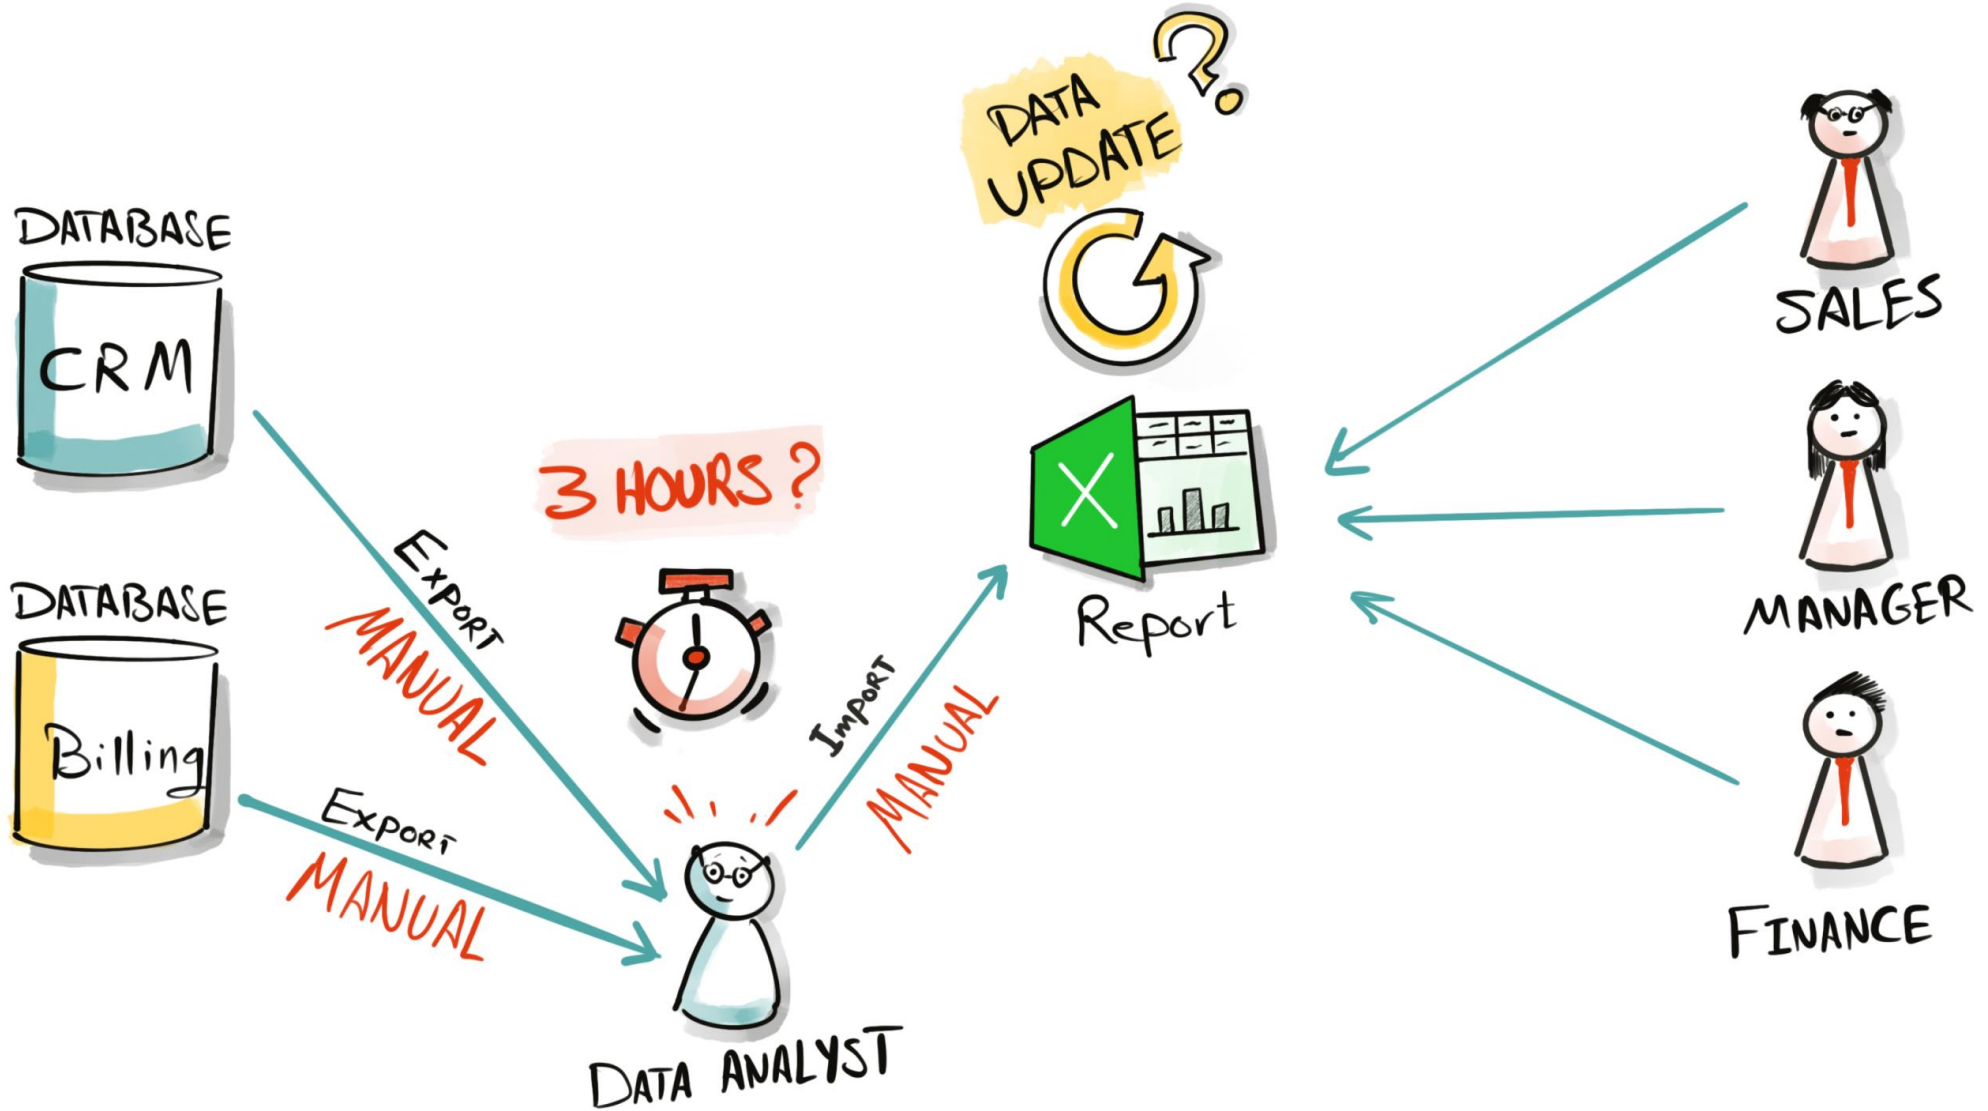 DATABASE
CRM
DATABASE
Billing
EXPORT
MANUAL
EXPORT
MANUAL
3 HOURS?
DATA ANALYST
IMPORT
MANUAL
DATA
UPDATE
?
X
Report
SALES
MANAGER
FINANCE